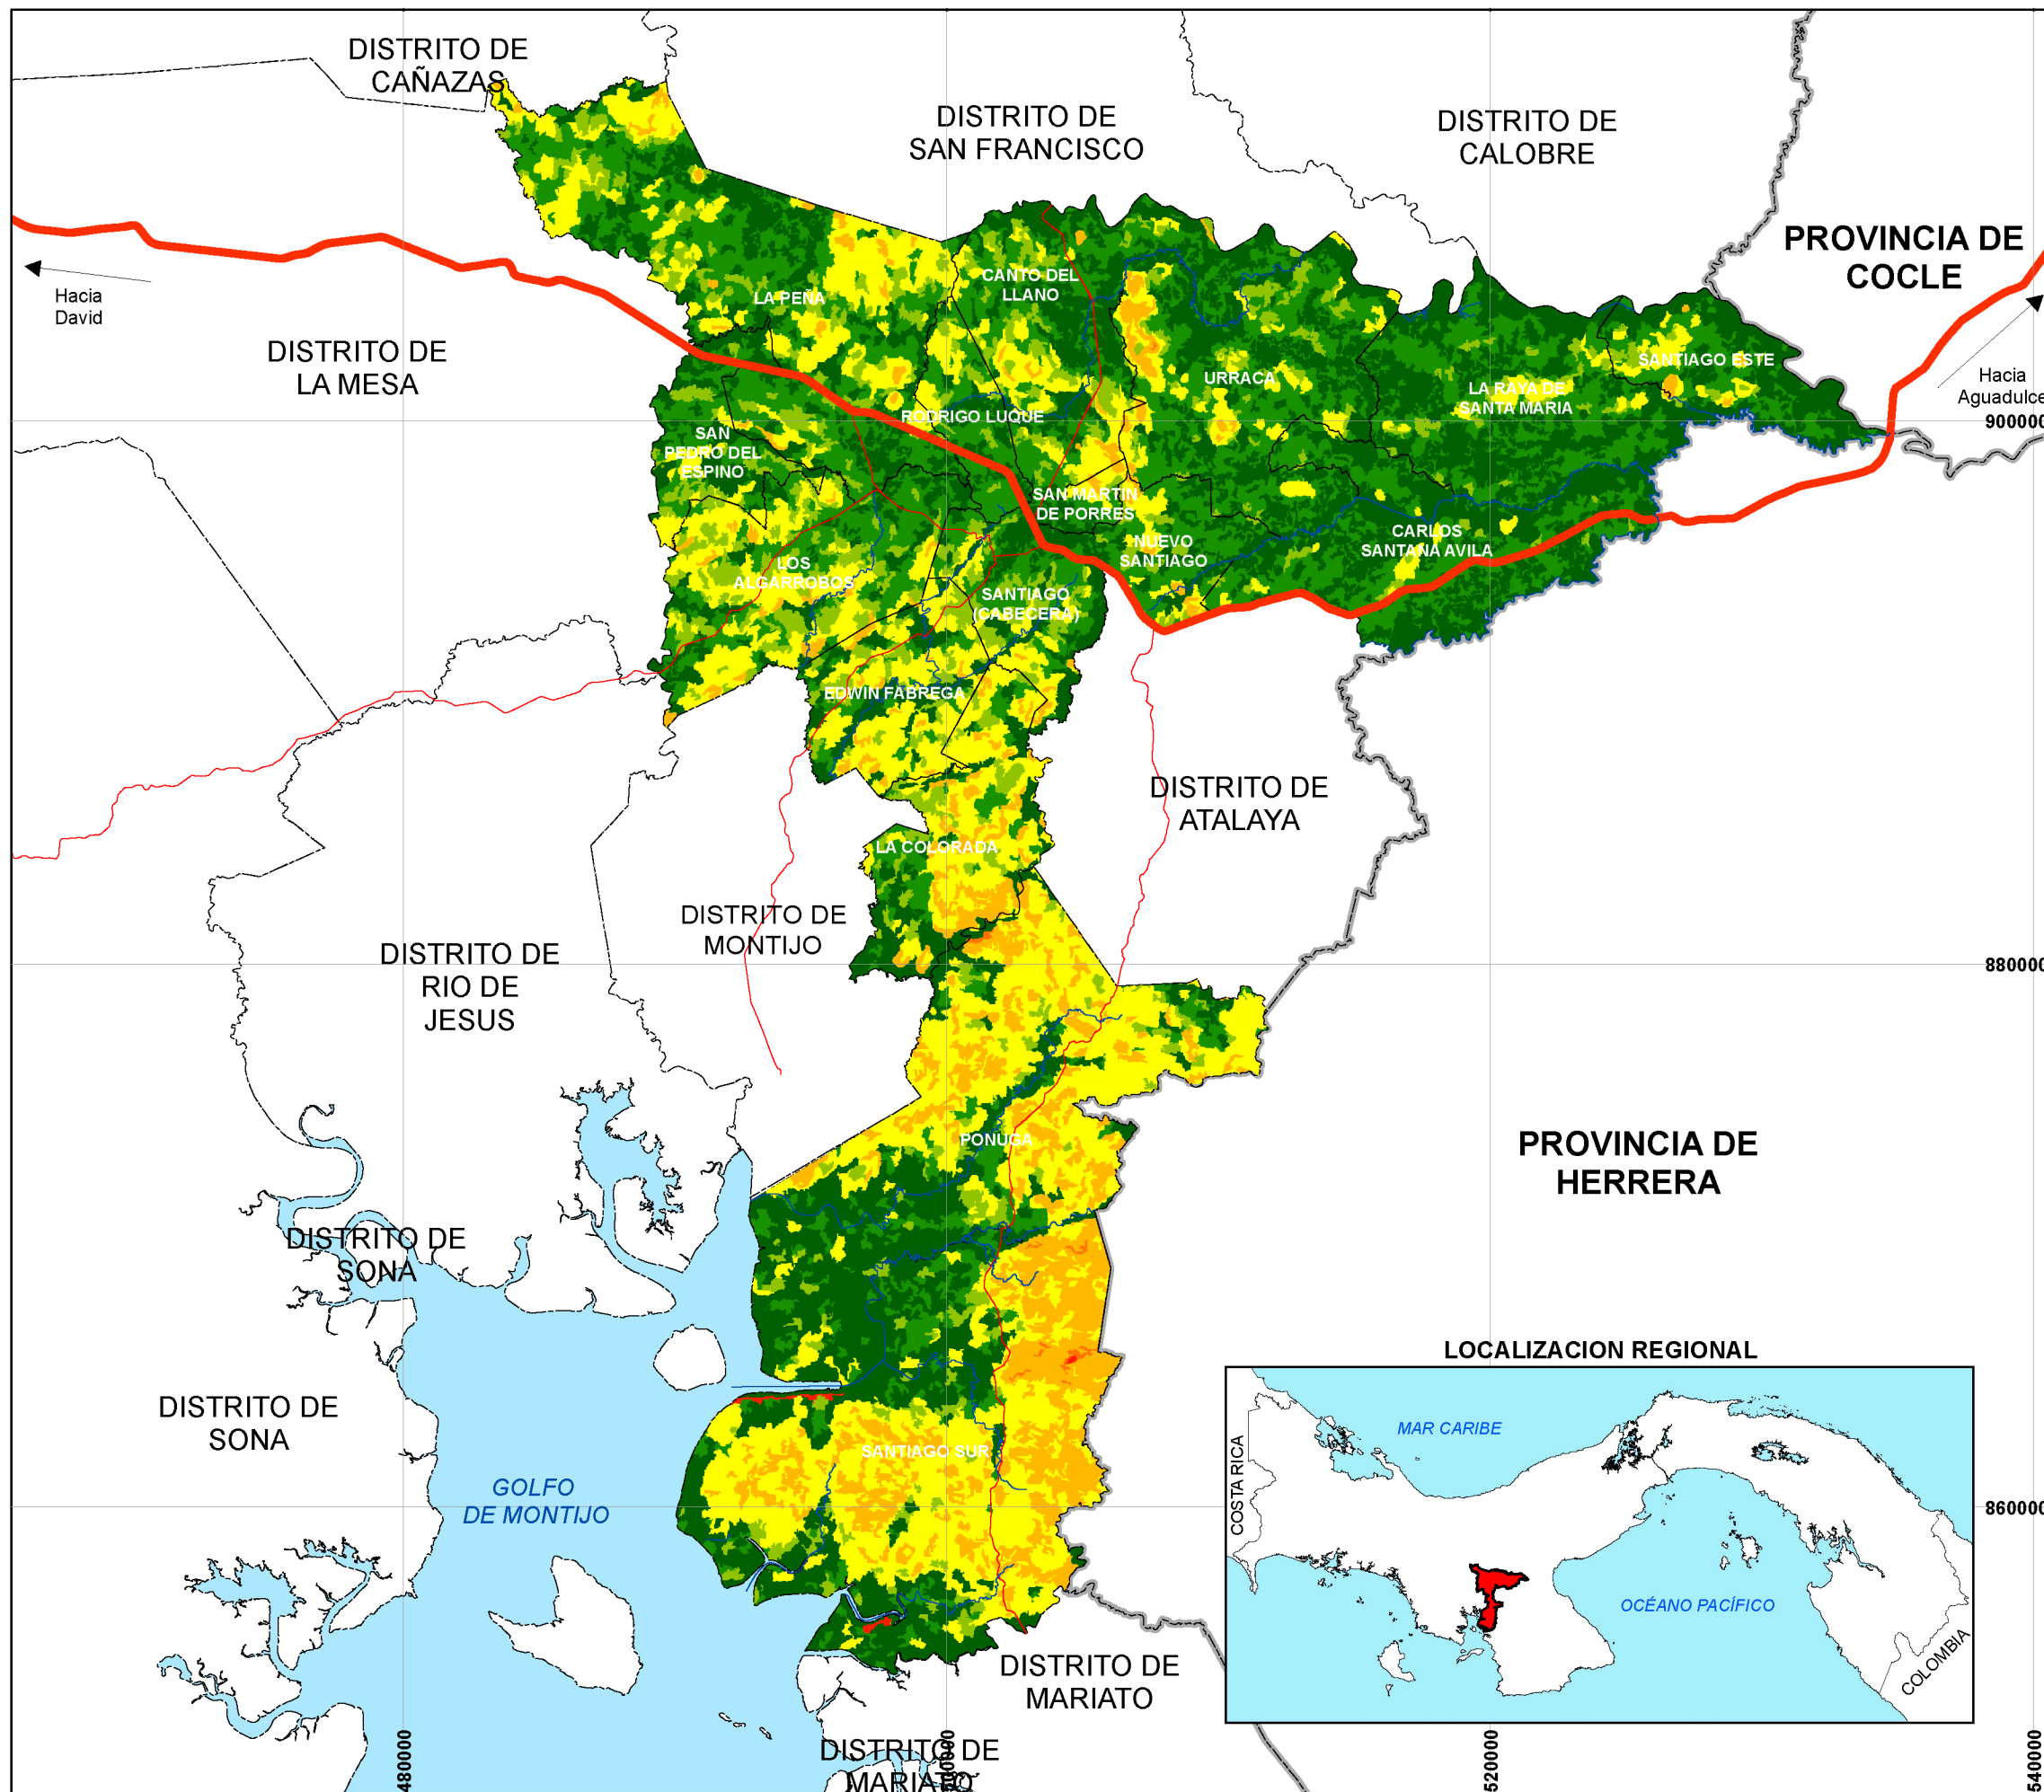 DISTRITO DE
CAÑAZAS
DISTRITO DE
SAN FRANCISCO
DISTRITO DE
CALOBRE
PROVINCIA DE
COCLE
Hacia
David
DISTRITO DE
LA MESA
CANTO DEL
LLANO
LA PEÑA
URRACA
SANTIAGO ESTE
LA RAYA DE
SANTA MARIA
Hacia
Aguadulce
RODRIGO LUQUE
900000
SAN
PEDRO DEL
ESPINO
SAN MARTIN
DE PORRES
NUEVO
SANTIAGO
CARLOS
SANTANA AVILA
LOS
ALGARROBOS
SANTIAGO
(CABECERA)
EDWIN FABREGA
DISTRITO DE
ATALAYA
LA COLORADA
DISTRITO DE
MONTIJO
DISTRITO DE
RIO DE
JESUS
880000
PONUGA
PROVINCIA DE
HERRERA
DISTRITO DE
SONA
DISTRITO DE
SONA
SANTIAGO SUR
GOLFO
DE MONTIJO
860000
LOCALIZACION REGIONAL
MAR CARIBE
COSTA RICA
OCÉANO PACÍFICO
COLOMBIA
DISTRITO DE
MARIATO
DISTRITO DE
MARIATO
480000
500000
520000
540000